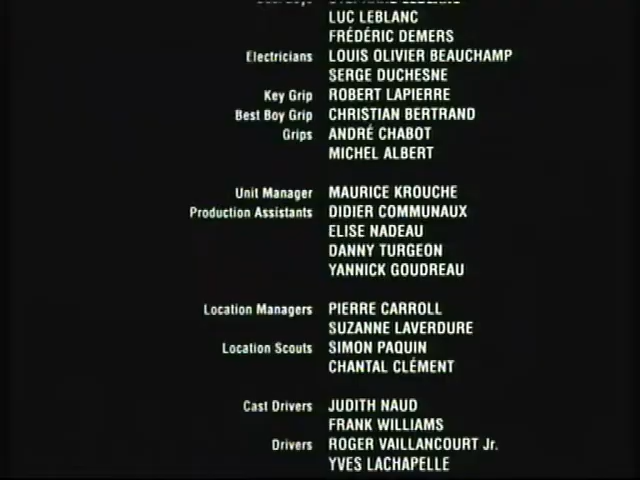 LUC LEBLANC
FRÉDÉRIC DEMERS
Electricians LOUIS OLIVIER BEAUCHAMP
SERGE DUCHESNE
Key Grip ROBERT LAPIERRE
Best Boy Grip CHRISTIAN BERTRAND
Grips ANDRÉ CHABOT
MICHEL ALBERT
Unit Manager MAURICE KROUCHE
Production Assistants DIDIER COMMUNAUX
ELISE NADEAU
DANNY TURGEON
YANNICK GOUDREAU
Location Managers PIERRE CARROLL
SUZANNE LAVERDURE
Location Scouts SIMON PAQUIN
CHANTAL CLÉMENT
Cast Drivers JUDITH NAUD
FRANK WILLIAMS
Drivers ROGER VAILLANCOURT Jr.
YVES LACHAPELLE